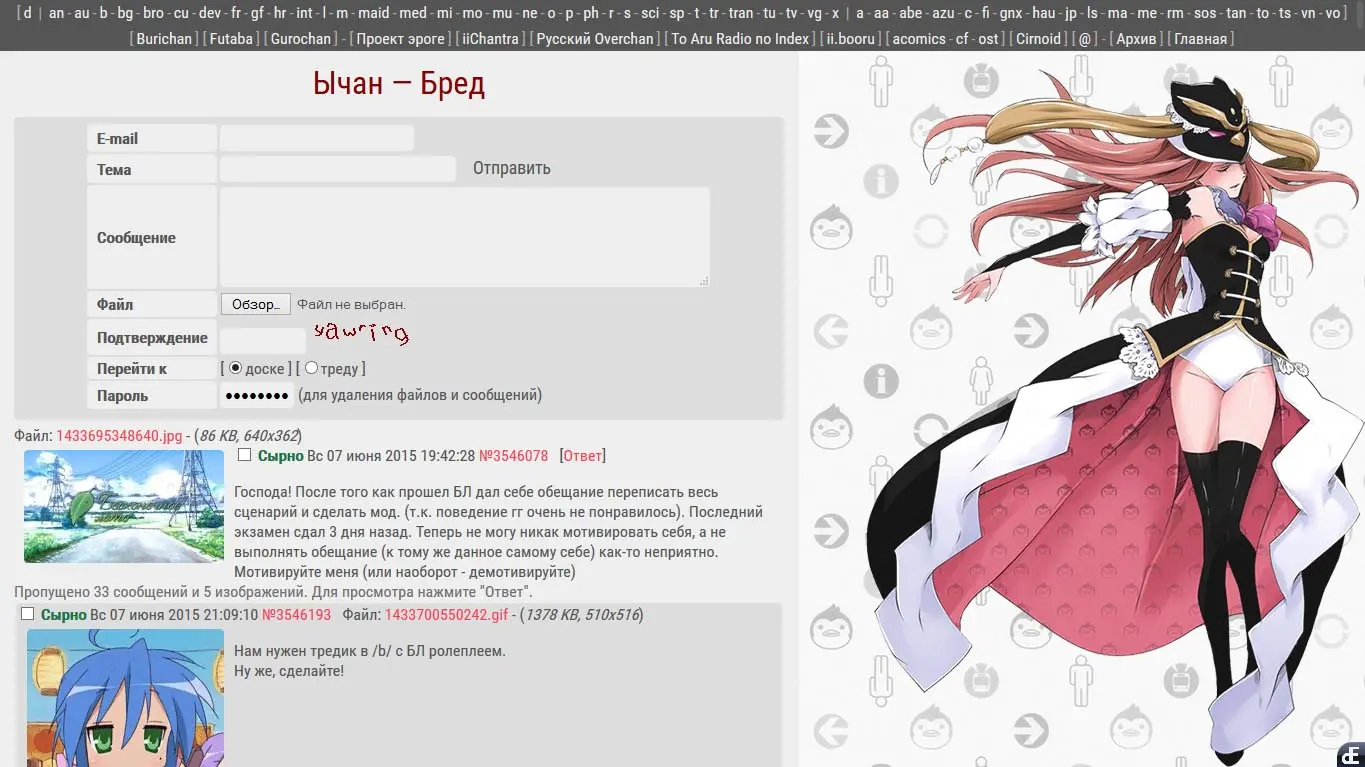 [ d | an - au - b - bg - bro - cu - dev - fr - gf - hr - int - l - m - maid - med - mi - mo - mu - ne - o - p - ph - r - s - sci - sp - t - tr - tran - tu - tv - vg - x | a - aa - abe - azu - c - fi - gnx - hau - jp - ls - ma - me - rm - sos - tan - to - ts - vn - vo ]
[ Burichan ] [ Futaba ] [ Gurochan ] - [ Проект эроге ] [ iiChantra ] [ Русский Overchan ] [ To Aru Radio no Index ] [ ii.booru ] [ acomics - cf - ost ] [ Cirnoid ] [ @ ] - [ Архив ] [ Главная ]
Ычан — Бред
E-mail
Тема Отправить
Сообщение
Файл Обзор... Файл не выбран.
Подтверждение yawring
Перейти к [ доске ] [ треду ]
Пароль ●●●●●●●● (для удаления файлов и сообщений)
Файл: 1433695348640.jpg - (86 KB, 640x362)
Сырно Вс 07 июня 2015 19:42:28 №3546078 [Ответ]
Бесконечное
лето
Господа! После того как прошел БЛ дал себе обещание переписать весь
сценарий и сделать мод. (т.к. поведение гг очень не понравилось). Последний
экзамен сдал 3 дня назад. Теперь не могу никак мотивировать себя, а не
выполнять обещание (к тому же данное самому себе) как-то неприятно.
Мотивируйте меня (или наоборот - демотивируйте)
Пропущено 33 сообщений и 5 изображений. Для просмотра нажмите "Ответ".
Сырно Вс 07 июня 2015 21:09:10 №3546193 Файл: 1433700550242.gif - (1378 KB, 510x516)
Нам нужен тредик в /b/ с БЛ ролеплеем.
Ну же, сделайте!